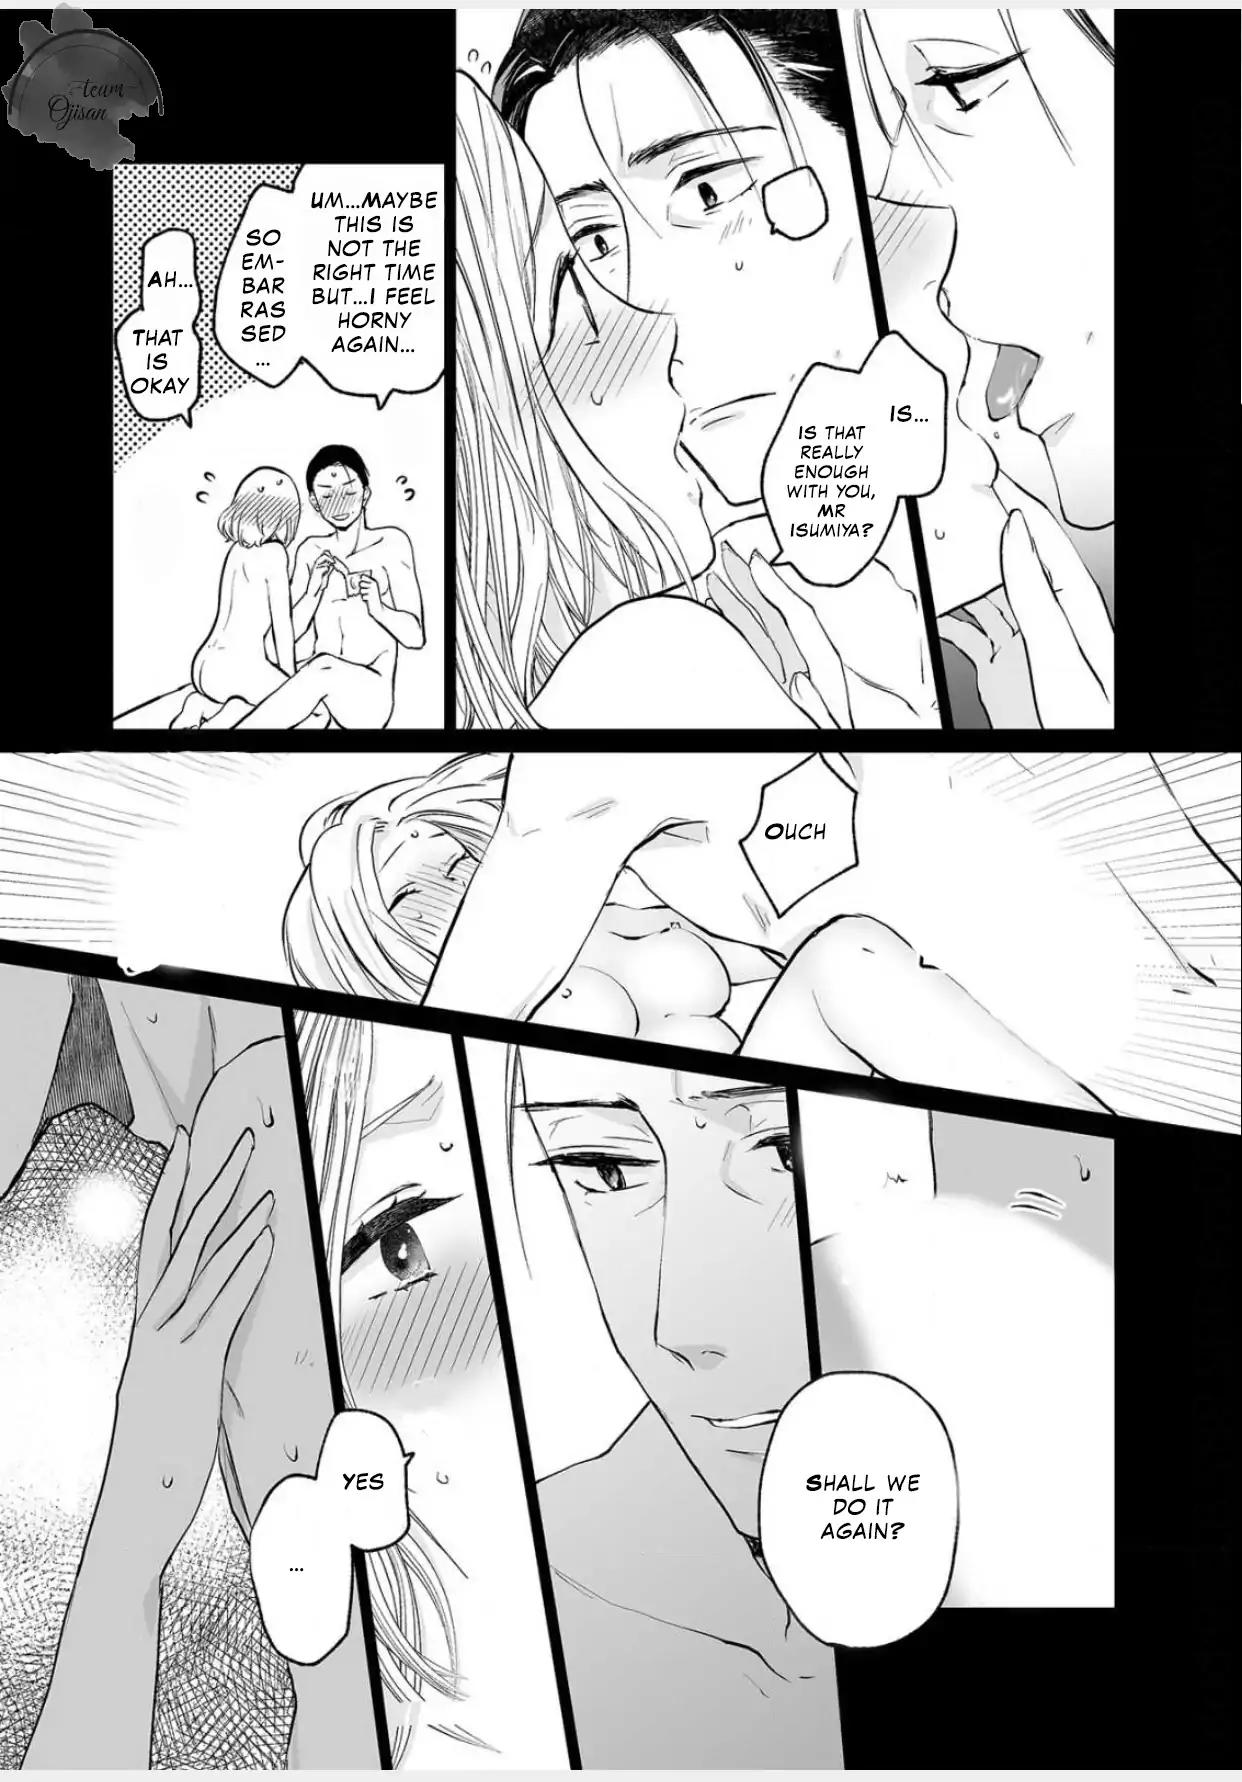 IS...
IS THAT
REALLY
ENOUGH
WITH YOU,
MR
ISUMIYA?
UM...MAYBE
THIS IS
NOT THE
RIGHT TIME
BUT...I FEEL
HORNY
AGAIN...
SO
EM-
BAR
RAS
SED
...
AH...
THAT
IS
OKAY
OUCH
SHALL WE
DO IT
AGAIN?
YES
...
team
Ojisan